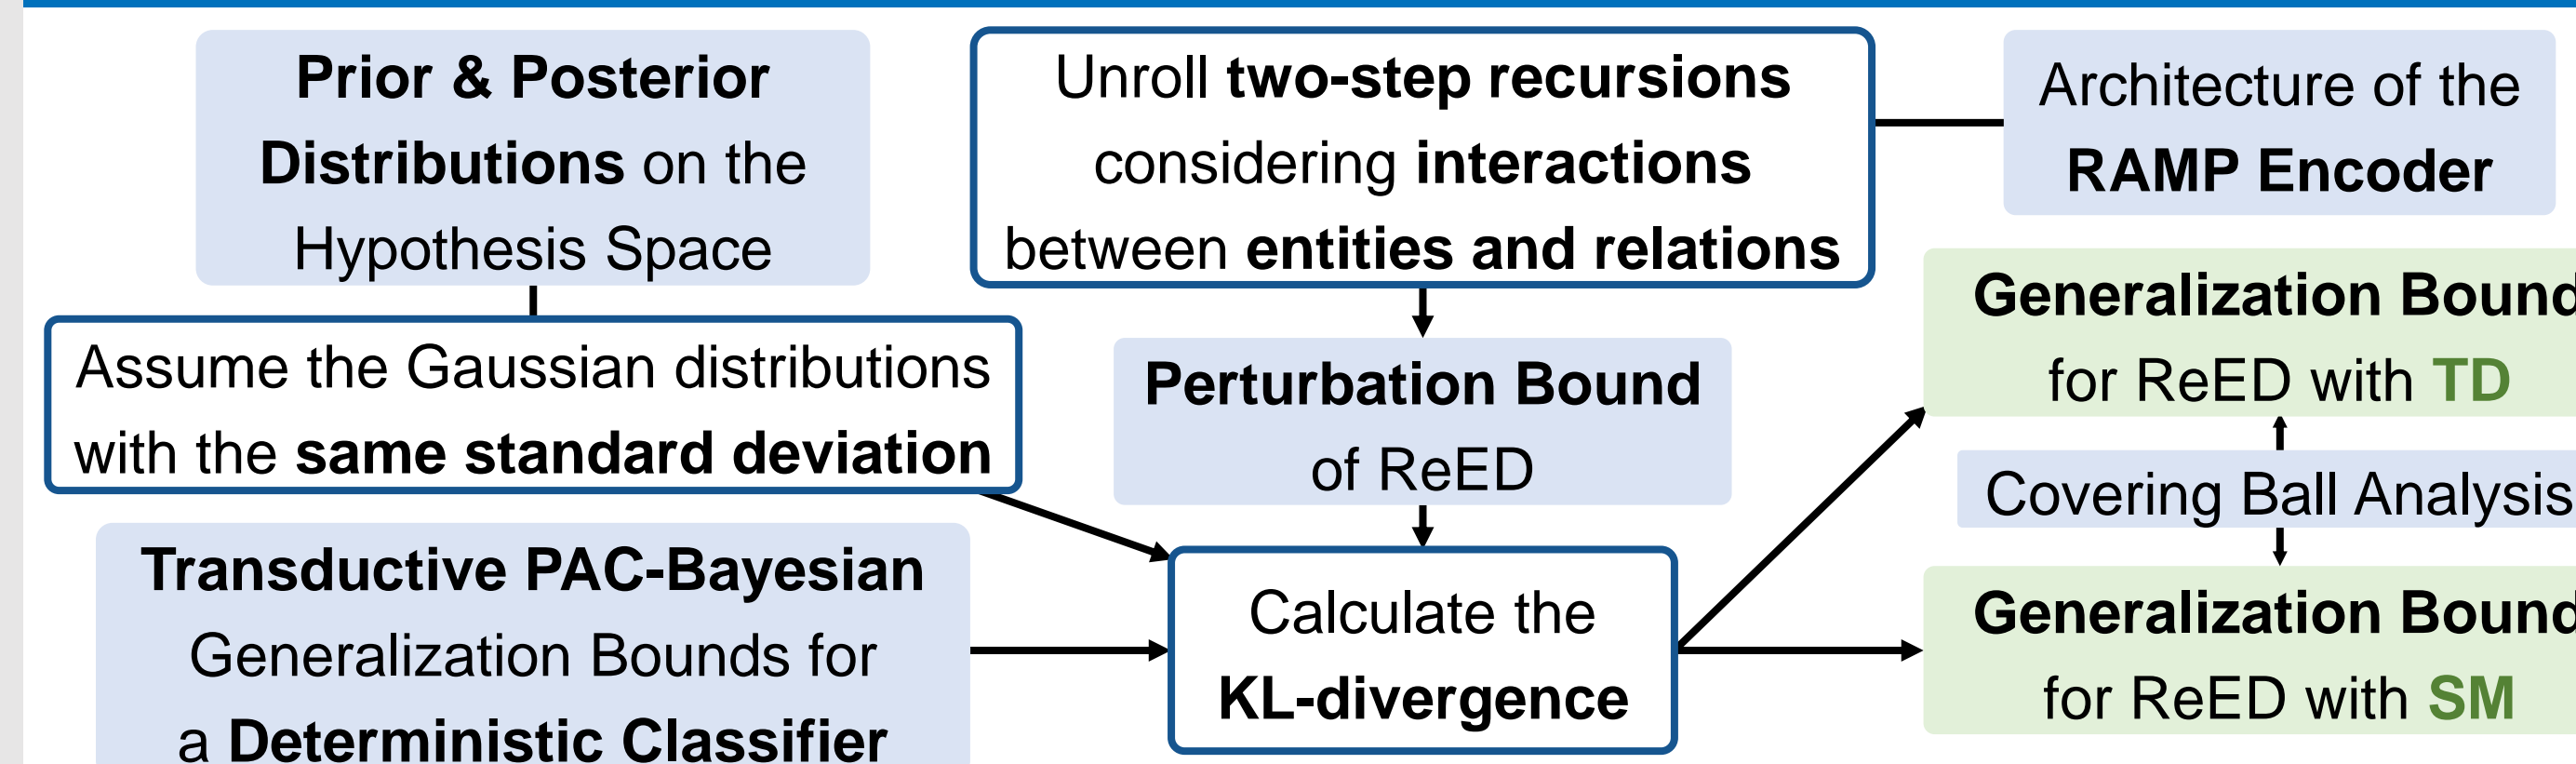 Prior & Posterior
Distributions on the
Hypothesis Space
Unroll two-step recursions
considering interactions
between entities and relations
Architecture of the
RAMP Encoder
Assume the Gaussian distributions
with the same standard deviation
Perturbation Bound
of ReED
Generalization Bound
for ReED with TD
Covering Ball Analysis
Transductive PAC-Bayesian
Generalization Bounds for
a Deterministic Classifier
Calculate the
KL-divergence
Generalization Bound
for ReED with SM